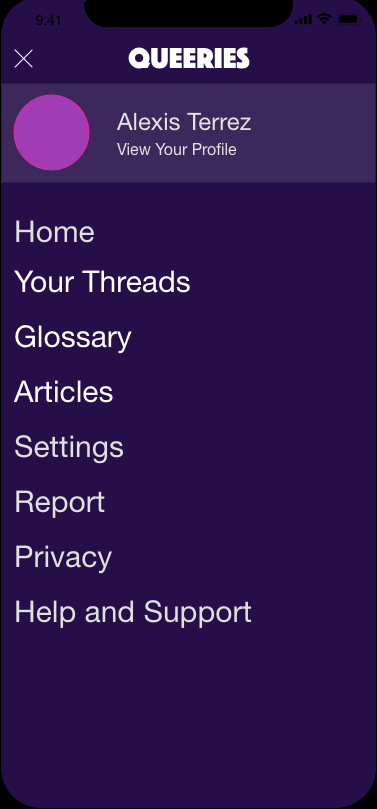 9:41
QUEERIES
Alexis Terrez
View Your Profile
Home
Your Threads
Glossary
Articles
Settings
Report
Privacy
Help and Support